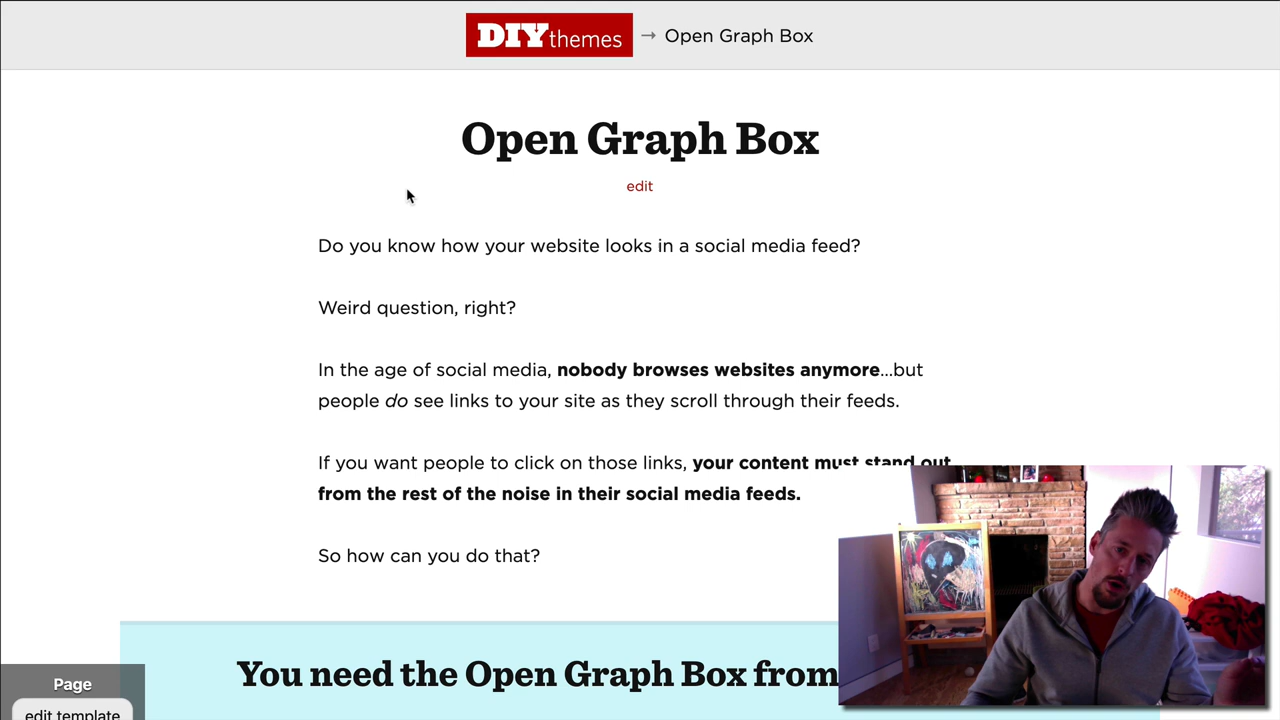 DIYthemes → Open Graph Box
Open Graph Box
edit
Do you know how your website looks in a social media feed?
Weird question, right?
In the age of social media, nobody browses websites anymore...but
people do see links to your site as they scroll through their feeds.
If you want people to click on those links, your content must stand out
from the rest of the noise in their social media feeds.
So how can you do that?
You need the Open Graph Box from
Page
edit template